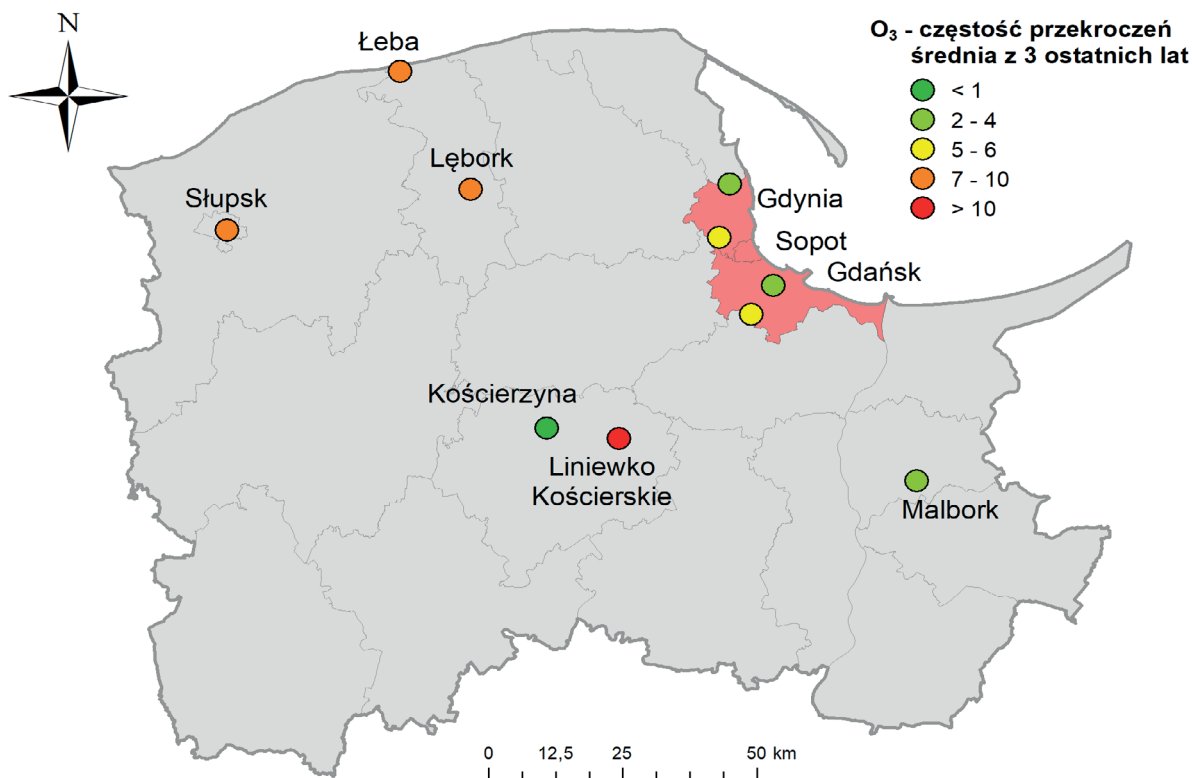 N
O₃ - częstość przekroczeń
średnia z 3 ostatnich lat
< 1
2 - 4
5 - 6
7 - 10
> 10
Łeba
Lębork
Słupsk
Gdynia
Sopot
Gdańsk
Kościerzyna
Liniewko
Kościerskie
Malbork
0 12,5 25 50 km